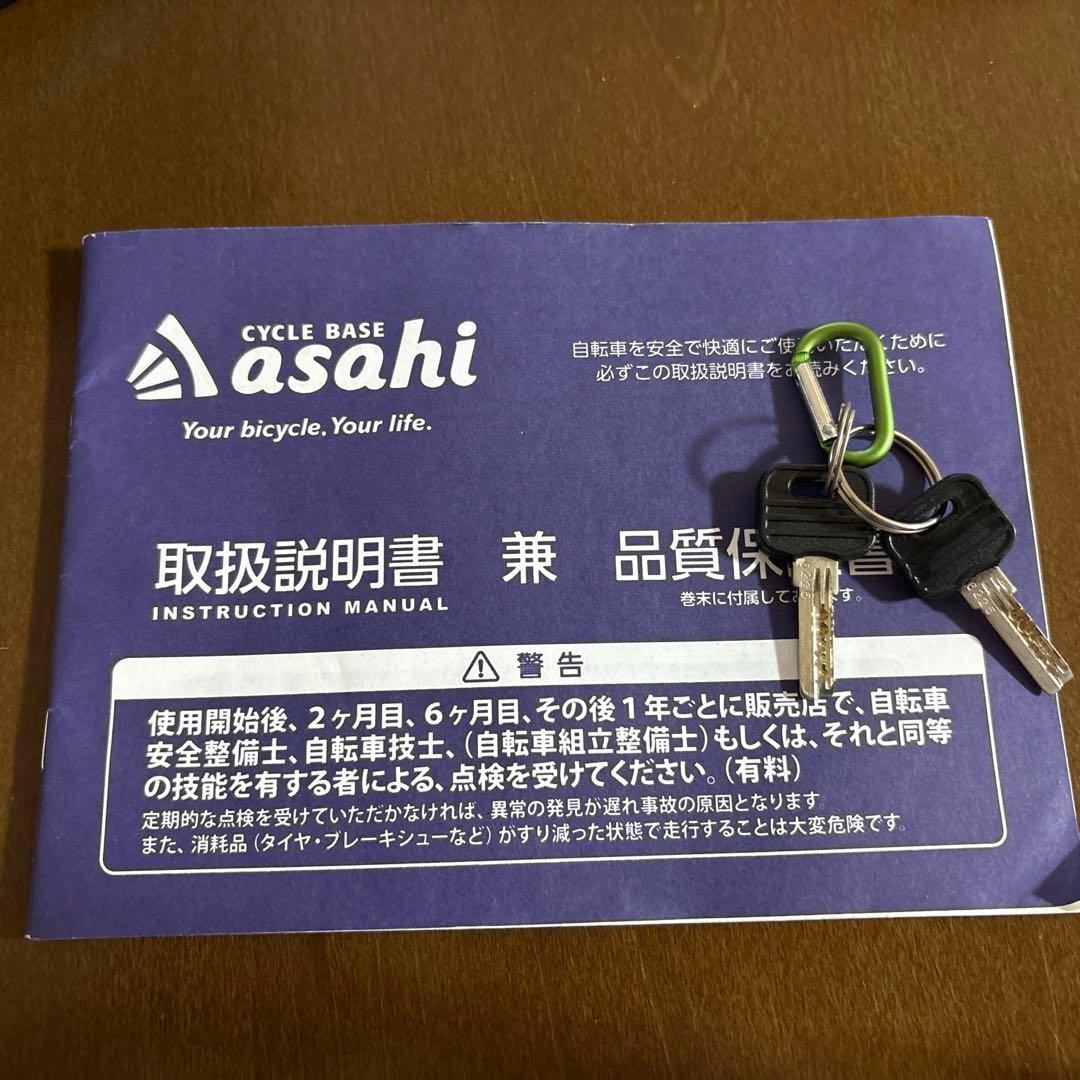 CYCLE BASE
asahi
Your bicycle. Your life.
自転車を安全で快適にご使いただくために
必ずこの取扱説明書をお読みください。
取扱説明書 兼 品質保書
INSTRUCTION MANUAL
巻末に付属してます。
警告
使用開始後、2ヶ月目、6ヶ月目、その後1年ごとに販売店で、自転車
安全整備士、自転車技士、(自転車組立整備士)もしくは、それと同等
の技能を有する者による、点検を受けてください。(有料)
定期的な点検を受けていただかなければ、異常の発見が遅れ事故の原因となります。
また、消耗品(タイヤ・ブレーキシューなど)がすり減った状態で走行することは大変危険です。